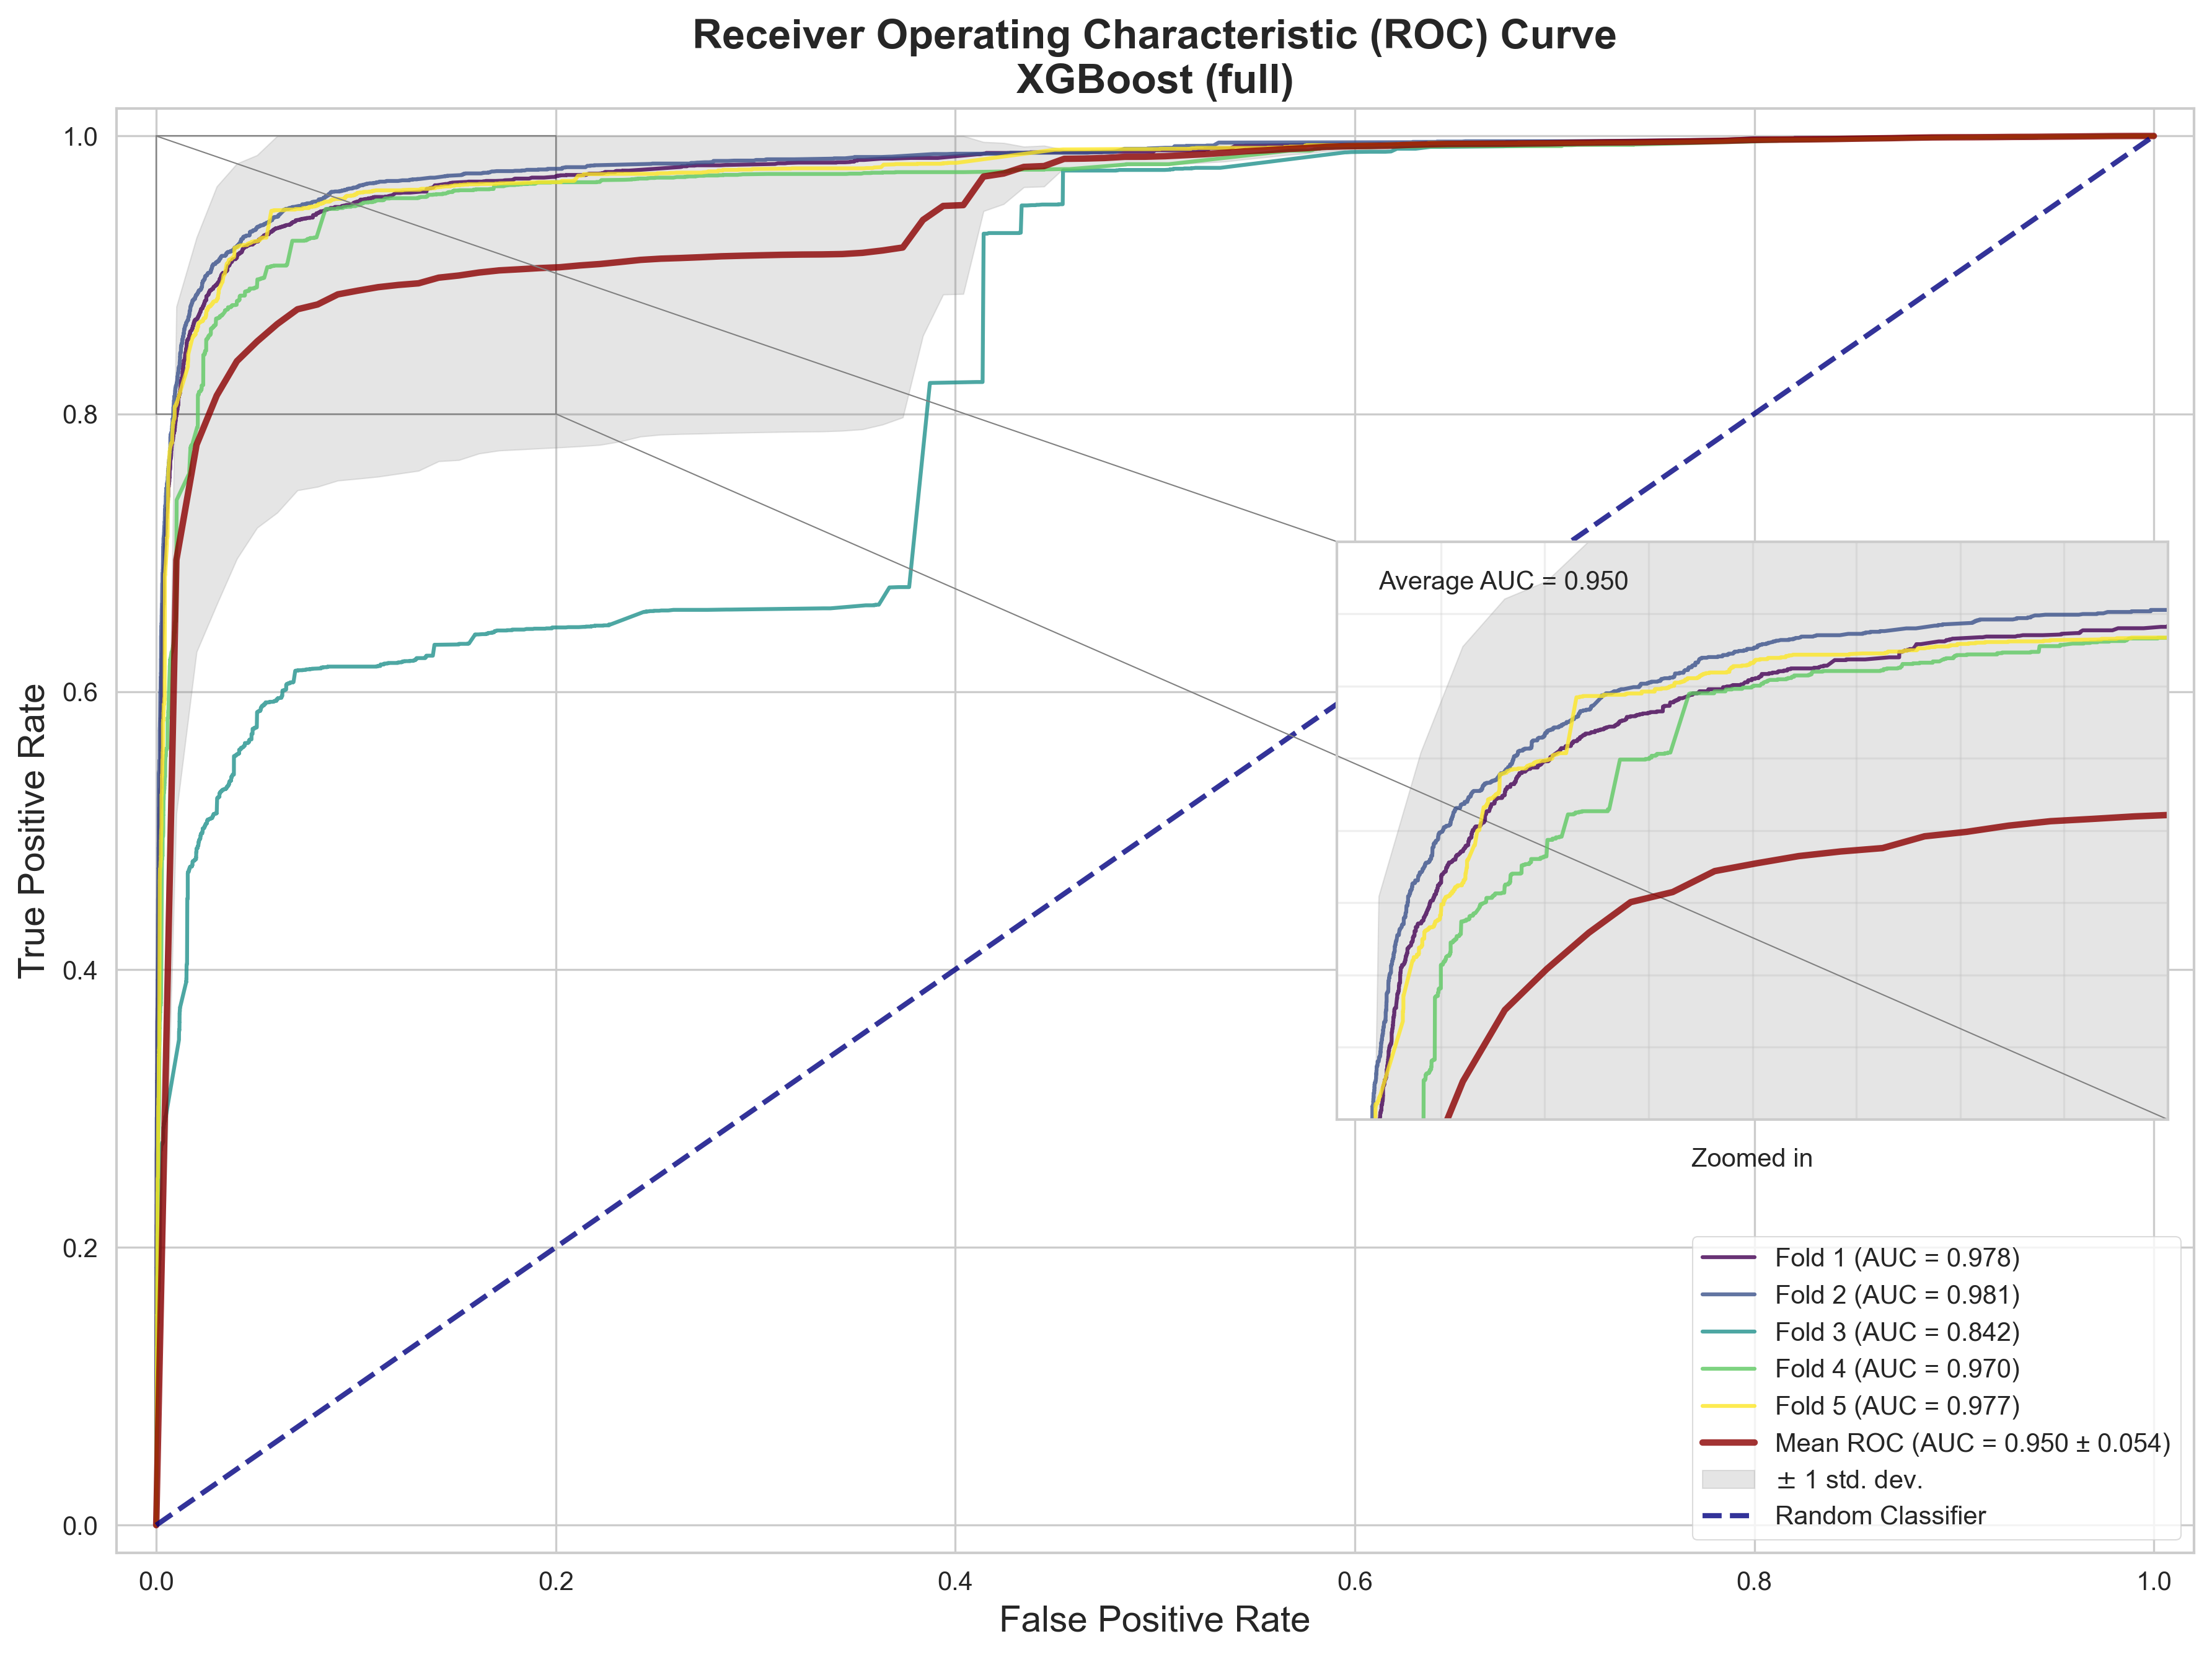 Receiver Operating Characteristic (ROC) Curve
XGBoost (full)
True Positive Rate
1.0
0.8
0.6
0.4
0.2
0.0
Average AUC = 0.950
Zoomed in
Fold 1 (AUC = 0.978)
Fold 2 (AUC = 0.981)
Fold 3 (AUC = 0.842)
Fold 4 (AUC = 0.970)
Fold 5 (AUC = 0.977)
Mean ROC (AUC = 0.950 ± 0.054)
± 1 std. dev.
Random Classifier
0.0 0.2 0.4 0.6 0.8 1.0
False Positive Rate